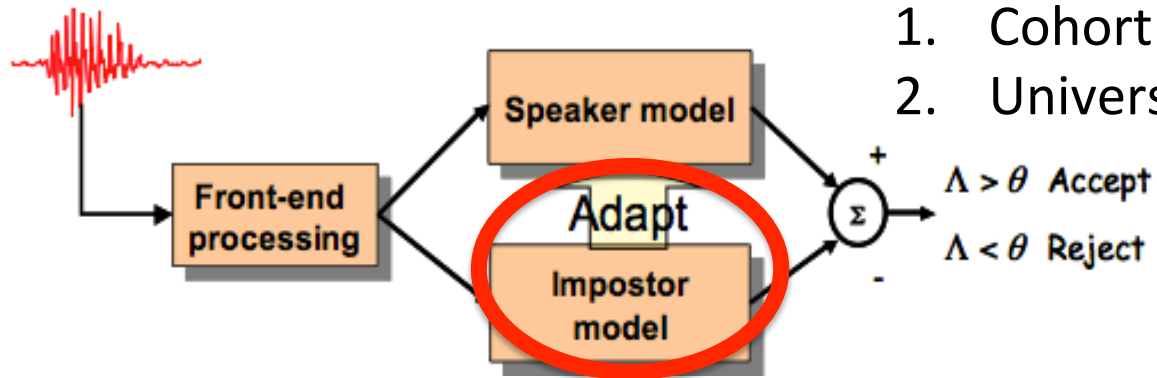 1. Cohort
2. Univers
Speaker model
Front-end
processing
Adapt
Impostor
model
+
Σ
-
Λ > θ Accept
Λ < θ Reject